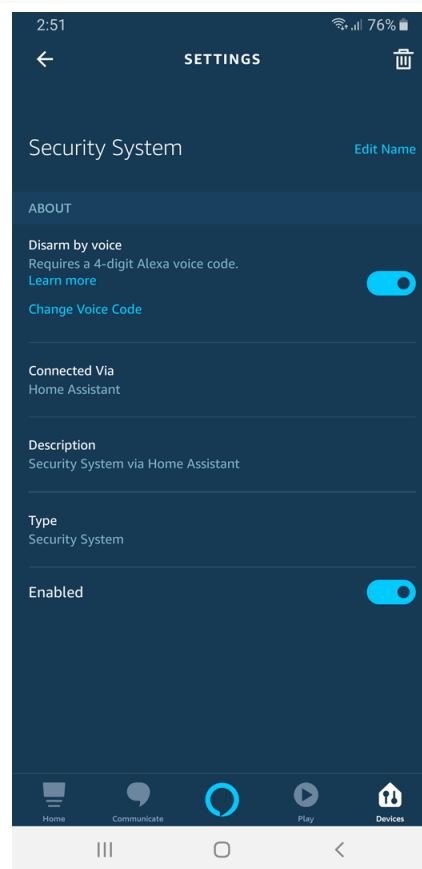 2:51 76%
SETTINGS
Security System Edit Name
ABOUT
Disarm by voice
Requires a 4-digit Alexa voice code.
Learn more
Change Voice Code
Connected Via
Home Assistant
Description
Security System via Home Assistant
Type
Security System
Enabled
Home Communicate Play Devices